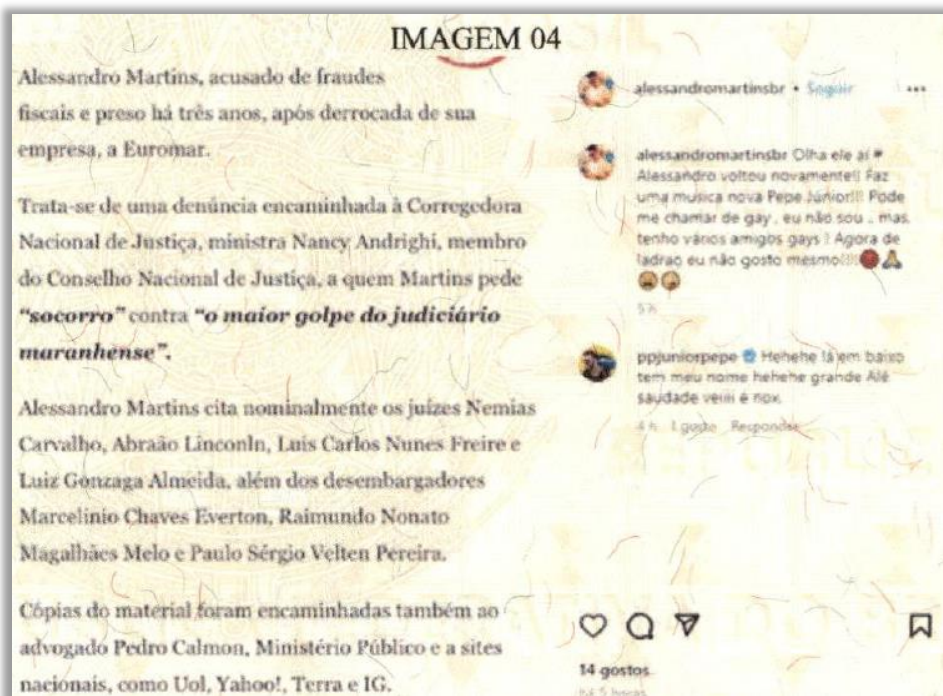 IMAGEM 04
Alessandro Martins, acusado de fraudes
fiscais e preso há três anos, após derrocada de sua
empresa, a Euromar.
Trata-se de uma denúncia encaminhada à Corregedora
Nacional de Justiça, ministra Nancy Andrighi, membro
do Conselho Nacional de Justiça, a quem Martins pede
“socorro” contra “o maior golpe do judiciário
maranhense”.
Alessandro Martins cita nominalmente os juízes Nemias
Carvalho, Abraão Linconln, Luis Carlos Nunes Freire e
Luiz Gonzaga Almeida, além dos desembargadores
Marcelinio Chaves Everton, Raimundo Nonato
Magalhães Melo e Paulo Sérgio Velten Pereira.
Cópias do material foram encaminhadas também ao
advogado Pedro Calmon, Ministério Público e a sites
nacionais, como Uol, Yahoo!, Terra e IG.
alessandromartinsbr • Seguir
alessandromartinsbr Olha ele aí
Alessandro voltou novamente!! Faz
uma musica nova Pepe Júnior!!! Pode
me chamar de gay, eu não sou.. mas
tenho vários amigos gays! Agora de
ladrao eu não gosto mesmo!!!!
5 h
ppjuniorpepe Hehehe lá em baixo
tem meu nome hehehe grande Alê
saudade veiii é nox
4 h 1 gosto Responder
14 gostos
há 5 horas